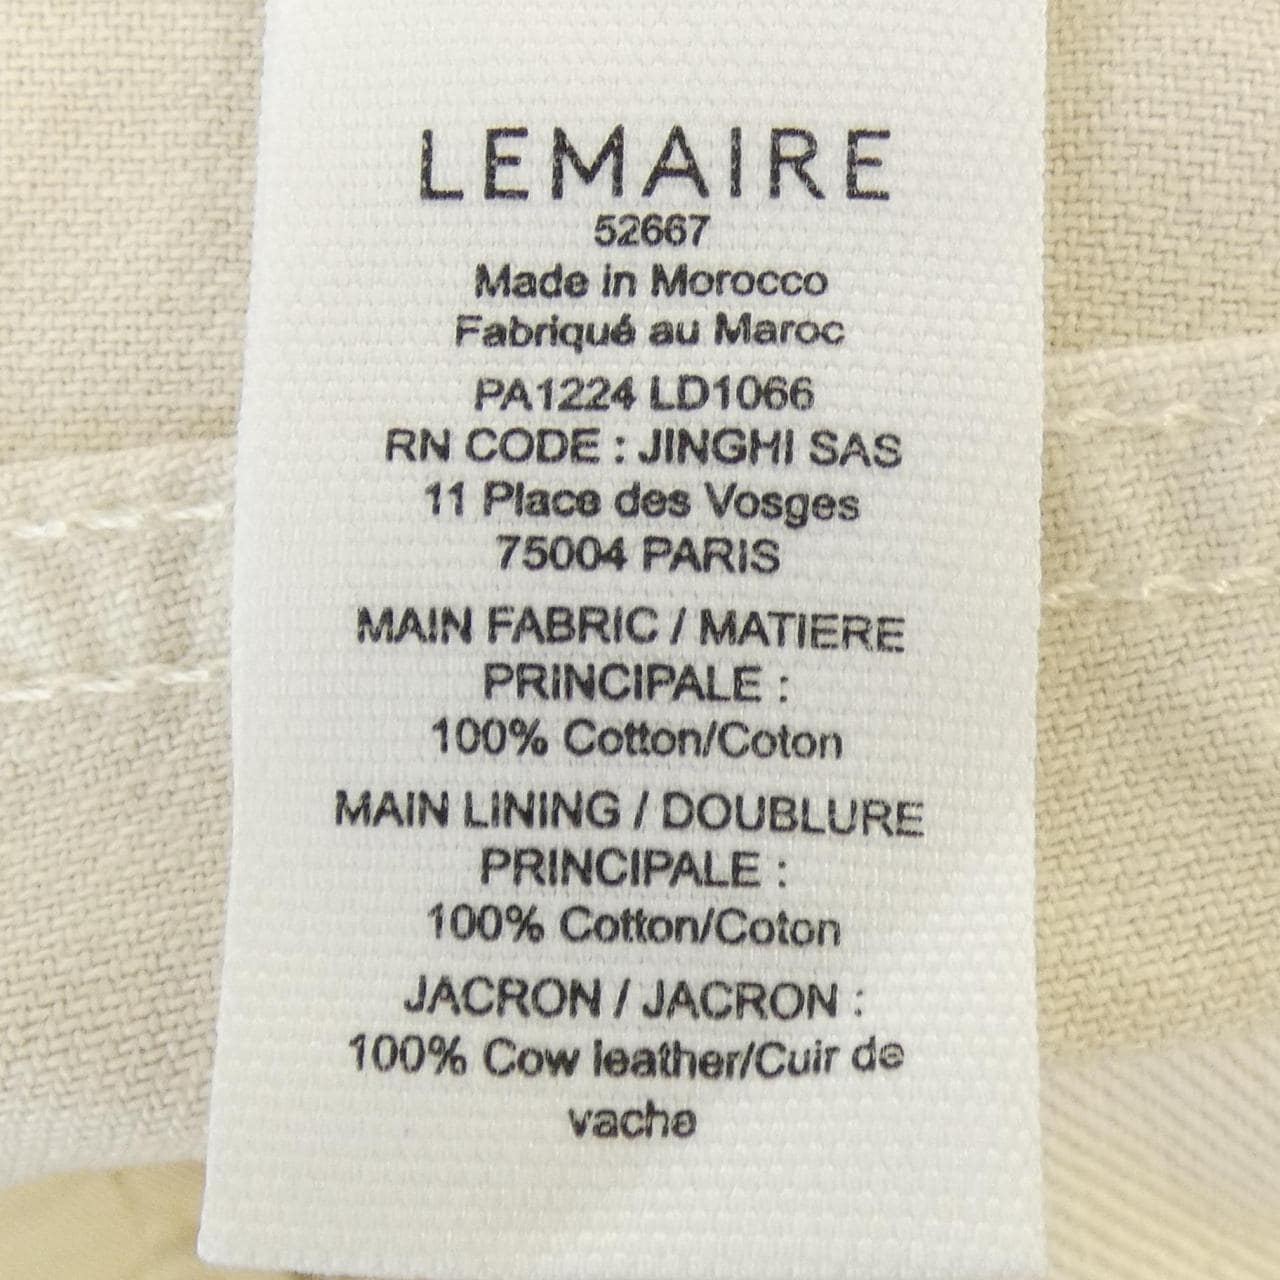 LEMAIRE
52667
Made in Morocco
Fabriqué au Maroc
PA1224 LD1066
RN CODE : JINGHI SAS
11 Place des Vosges
75004 PARIS
MAIN FABRIC / MATIERE
PRINCIPALE :
100% Cotton/Coton
MAIN LINING / DOUBLURE
PRINCIPALE :
100% Cotton/Coton
JACRON / JACRON :
100% Cow leather/Cuir de
vache